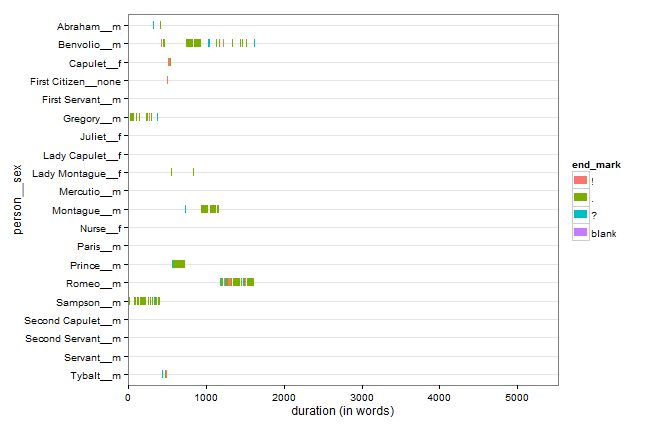 Abraham__m
Benvolio__m
Capulet__f
First Citizen__none
First Servant__m
Gregory__m
Juliet__f
Lady Capulet__f
Lady Montague__f
Mercutio__m
Montague__m
Nurse__f
Paris__m
Prince__m
Romeo__m
Sampson__m
Second Capulet__m
Second Servant__m
Servant__m
Tybalt__m
person__sex
0 1000 2000 3000 4000 5000
duration (in words)
end_mark
!
.
?
blank